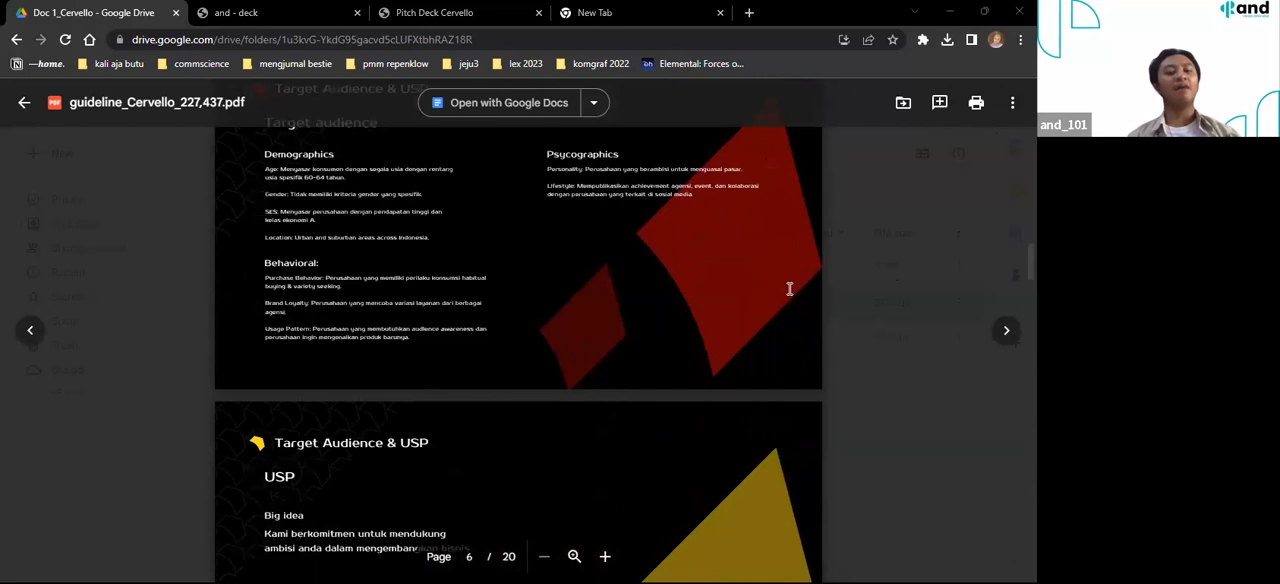 Doc 1_Cervello - Google Drive
and - deck
Pitch Deck Cervello
New Tab
drive.google.com/drive/folders/1u3kvG-YkdG95gacvd5cLUFXtbhRAZ18R
—home.
kali aja butu
commscience
mengjurnal bestie
pmm repenklow
jeju3
lex 2023
komgraf 2022
Elemental: Forces o...
PDF
guideline_Cervello_227,437.pdf
Open with Google Docs
and
and_101
Target Audience & USP
Target audience
Demographics
Age: Menyasar konsumen dengan segala usia dengan rentang
usia spesifik 60-64 tahun.
Gender: Tidak memiliki kriteria gender yang spesifik.
SES: Menyasar perusahaan dengan pendapatan tinggi dan
kelas ekonomi A.
Location: Urban and suburban areas across Indonesia.
Behavioral:
Purchase Behavior: Perusahaan yang memiliki perilaku konsumsi habitual
buying & variety seeking.
Brand Loyalty: Perusahaan yang mencoba variasi layanan dari berbagai
agensi.
Usage Pattern: Perusahaan yang membutuhkan audience awareness dan
perusahaan ingin mengenalkan produk barunya.
Psycographics
Personality: Perusahaan yang berambisi untuk menguasai pasar.
Lifestyle: Mempublikasikan achievement agensi, event, dan kolaborasi
dengan perusahaan yang terkait di sosial media.
Target Audience & USP
USP
Big idea
Kami berkomitmen untuk mendukung
ambisi anda dalam mengembangkan bisnis
Page 6 / 20